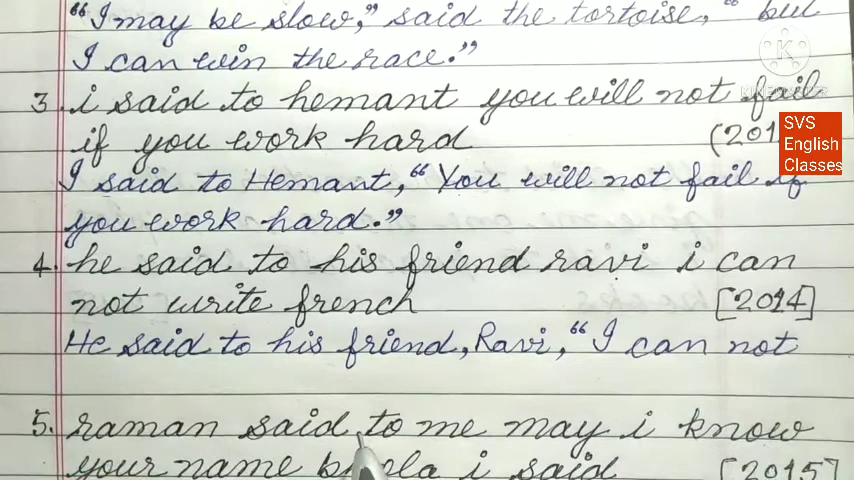 "I may be slow," said the tortoise, "but
I can win the race."
3. i said to hemant you will not fail
if you work hard (201
I said to Hemant, "You will not fail if
you work hard."
4. he said to his friend ravi i can
not write french [2014]
He said to his friend, Ravi, "I can not
5. raman said to me may i know
your name i said [2015]
K
KINEMASTER
SVS
English
Classes